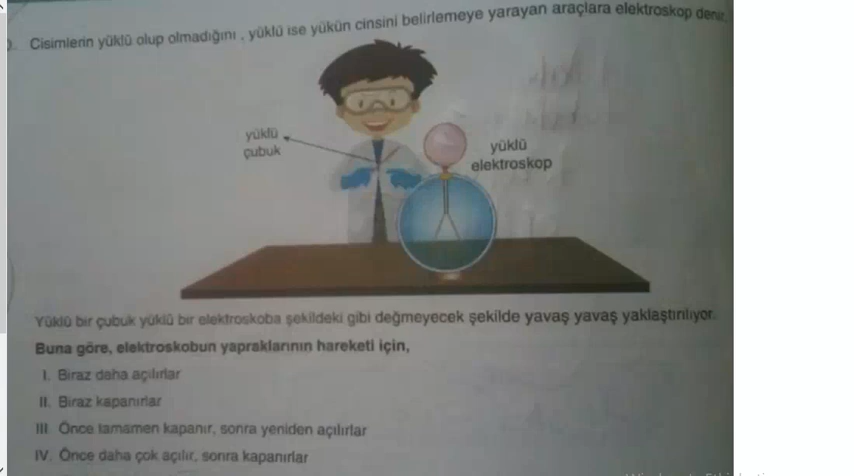 Cisimlerin yüklü olup olmadığını , yüklü ise yükün cinsini belirlemeye yarayan araçlara elektroskop denir.
yüklü
çubuk
yüklü
elektroskop
Yüklü bir çubuk yüklü bir elektroskoba şekildeki gibi değmeyecek şekilde yavaş yavaş yaklaştırılıyor.
Buna göre, elektroskobun yapraklarının hareketi için,
I. Biraz daha açılırlar
II. Biraz kapanırlar
III. Önce tamamen kapanır, sonra yeniden açılırlar
IV. Önce daha çok açılır, sonra kapanırlar